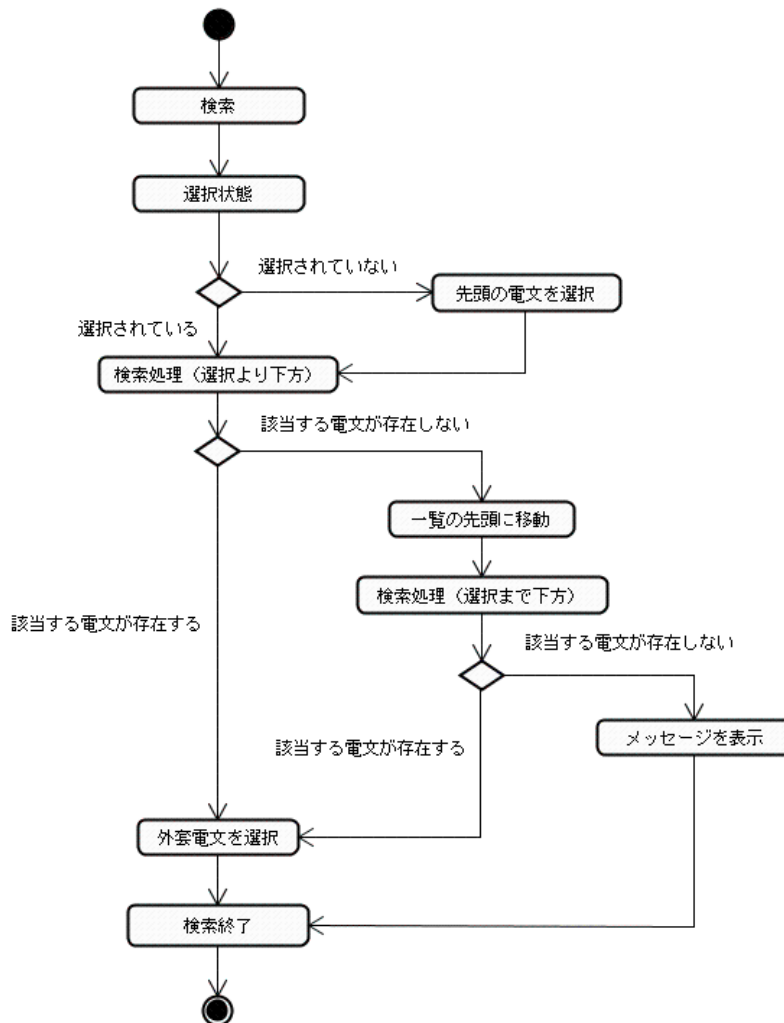 検索
選択状態
選択されていない
先頭の電文を選択
選択されている
検索処理（選択より下方）
該当する電文が存在しない
一覧の先頭に移動
検索処理（選択まで下方）
該当する電文が存在する
該当する電文が存在しない
メッセージを表示
該当する電文が存在する
外套電文を選択
検索終了